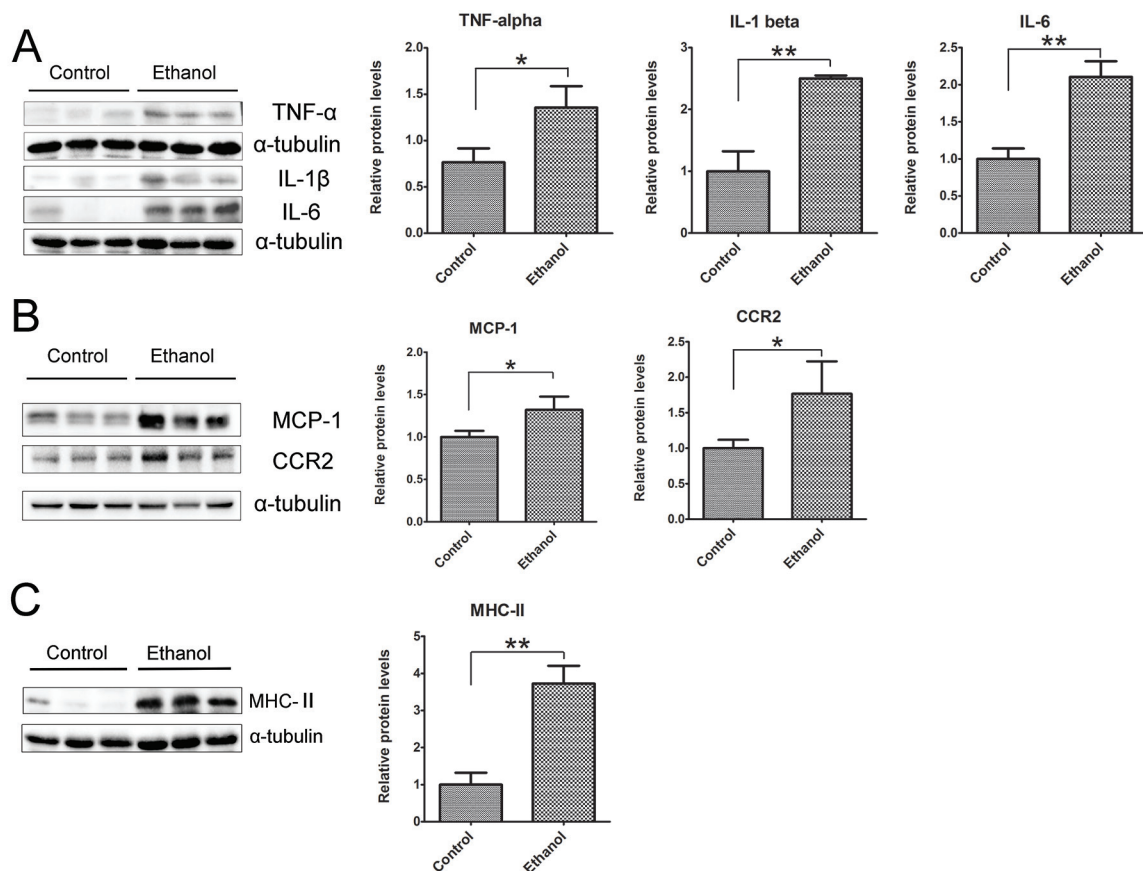 A
Control Ethanol
TNF-α
α-tubulin
IL-1β
IL-6
α-tubulin
TNF-alpha
Relative protein levels
2.0
1.5
1.0
0.5
0.0
*
Control
Ethanol
IL-1 beta
Relative protein levels
3
2
1
0
**
Control
Ethanol
IL-6
Relative protein levels
2.5
2.0
1.5
1.0
0.5
0.0
**
Control
Ethanol
B
Control Ethanol
MCP-1
CCR2
α-tubulin
MCP-1
Relative protein levels
2.0
1.5
1.0
1.5
0.0
*
Control
Ethanol
CCR2
Relative protein levels
2.5
2.0
1.5
1.0
0.5
0.0
*
Control
Ethanol
C
Control Ethanol
MHC-II
α-tubulin
MHC-II
Relative protein levels
5
4
3
2
1
0
**
Control
Ethanol